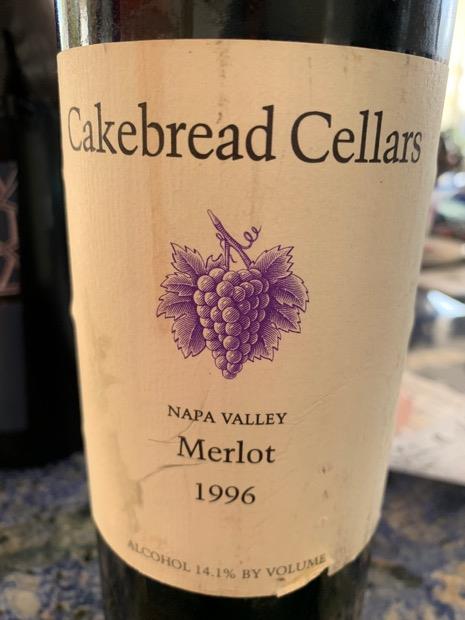 Cakebread Cellars
NAPA VALLEY
Merlot
1996
ALCOHOL 14.1% BY VOLUME